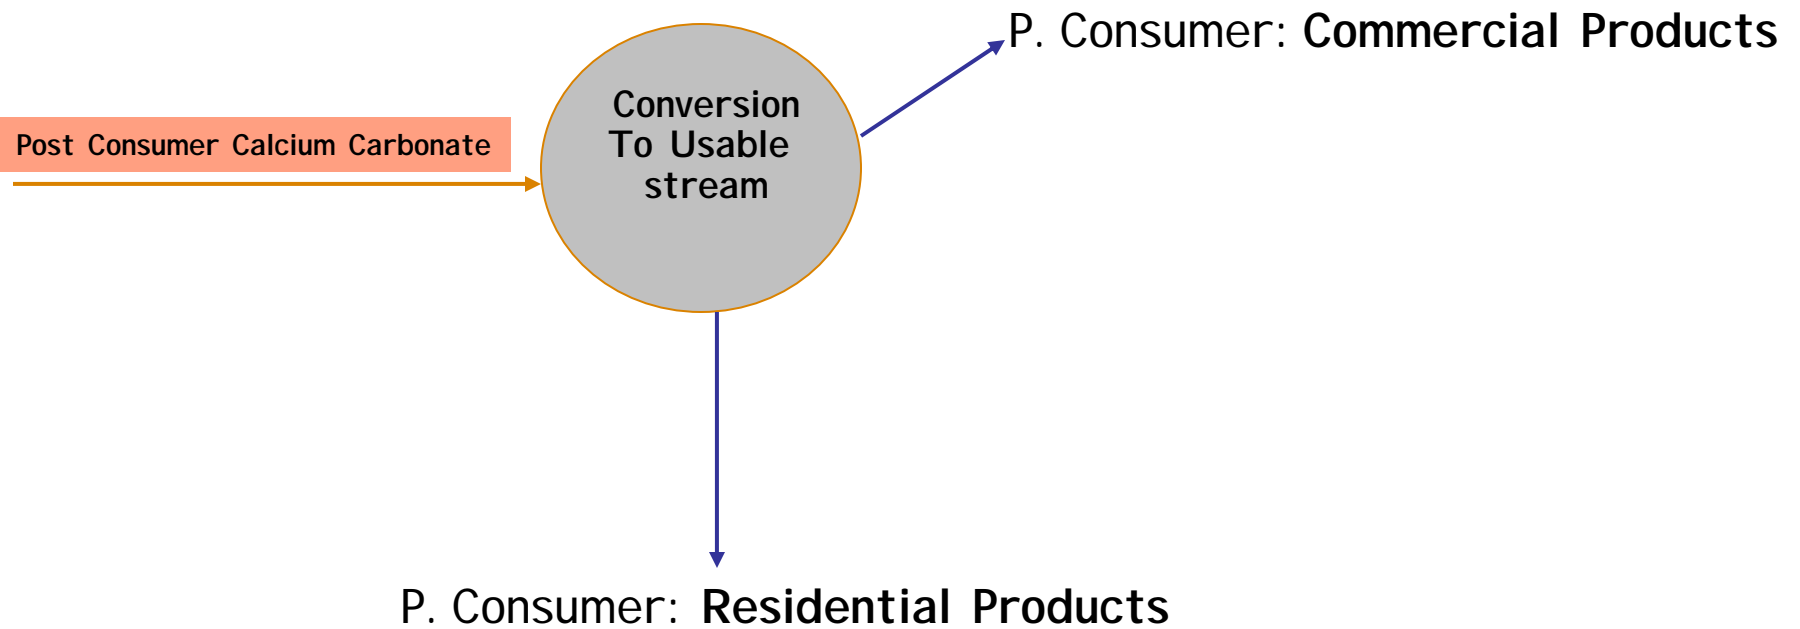 P. Consumer: Commercial Products
Conversion
To Usable
stream
Post Consumer Calcium Carbonate
P. Consumer: Residential Products